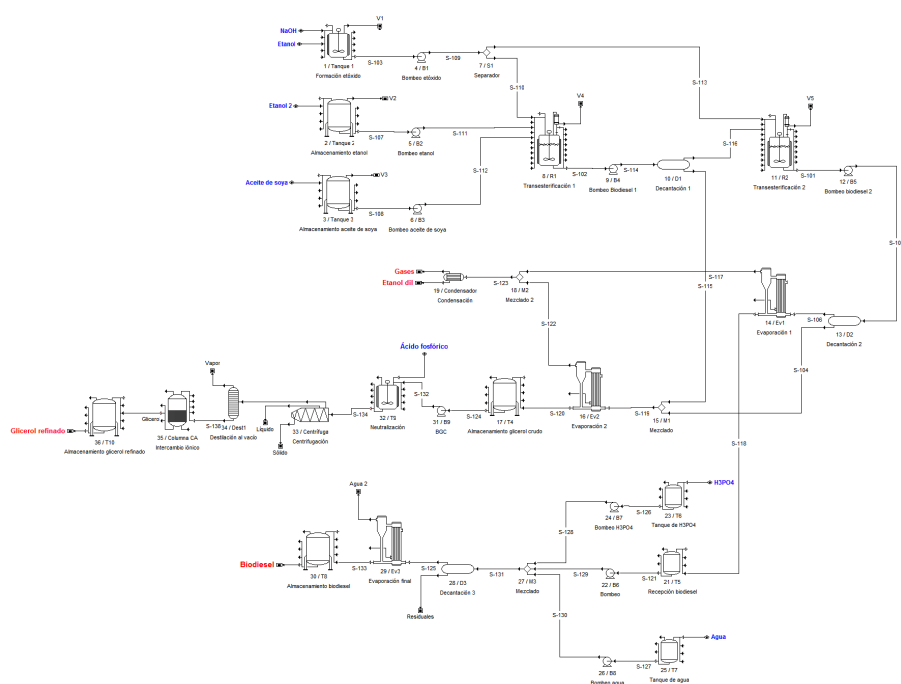 V1
NaOH
Etanol
1 / Tanque 1
Formación etóxido
S-103
4 / B1
Bombeo etóxido
S-109
7 / S1
Separador
S-110
S-113
V4
V5
Etanol 2
V2
2 / Tanque 2
Almacenamiento etanol
S-107
5 / B2
Bombeo etanol
S-111
S-112
8 / R1
Transesterificación 1
S-102
9 / B4
Bombeo Biodiesel 1
S-114
10 / D1
Decantación 1
S-116
11 / R2
Transesterificación 2
S-101
12 / B5
Bombeo biodiesel 2
Aceite de soya
V3
3 / Tanque 3
Almacenamiento aceite de soya
S-108
6 / B3
Bombeo aceite de soya
S-10
Gases
Etanol dil
19 / Condensador
Condensación
S-123
18 / M2
Mezclado 2
S-117
S-115
14 / Ev1
Evaporación 1
S-106
13 / D2
Decantación 2
S-122
S-104
Ácido fosfórico
Vapor
Glicerol refinado
36 / T10
Almacenamiento glicerol refinado
Glicero
35 / Columna CA
Intercambio iónico
S-138
34 / Dest1
Destilación al vacío
Líquido
Sólido
33 / Centrífuga
Centrifugación
S-134
32 / T9
Neutralización
S-132
31 / B9
BGC
S-124
17 / T4
Almacenamiento glicerol crudo
S-120
16 / Ev2
Evaporación 2
S-119
15 / M1
Mezclado
S-118
Agua 2
H3PO4
24 / B7
Bombeo H3PO4
S-126
23 / T6
Tanque de H3PO4
S-128
Biodiesel
30 / T8
Almacenamiento biodiesel
S-133
29 / Ev3
Evaporación final
S-125
28 / D3
Decantación 3
Residuales
S-131
27 / M3
Mezclado
S-129
22 / B6
Bombeo
S-121
21 / T5
Recepción biodiesel
S-130
Agua
26 / B8
Bombeo agua
S-127
25 / T7
Tanque de agua